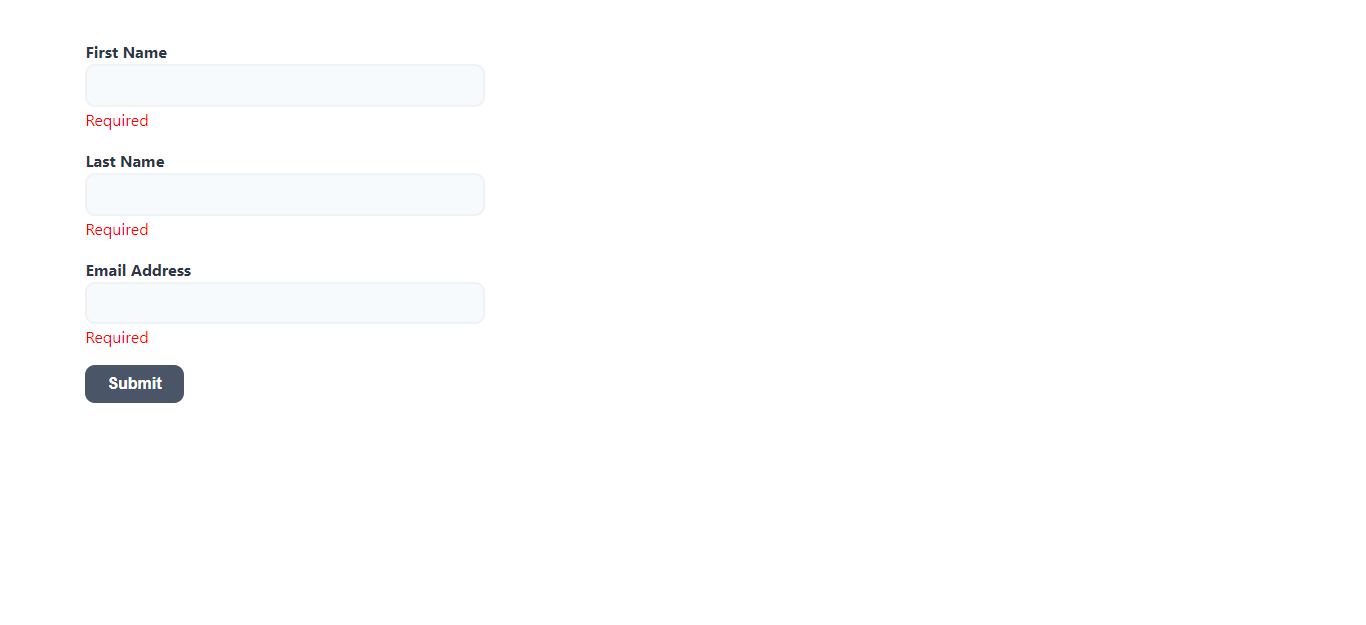 First Name
Required
Last Name
Required
Email Address
Required
Submit